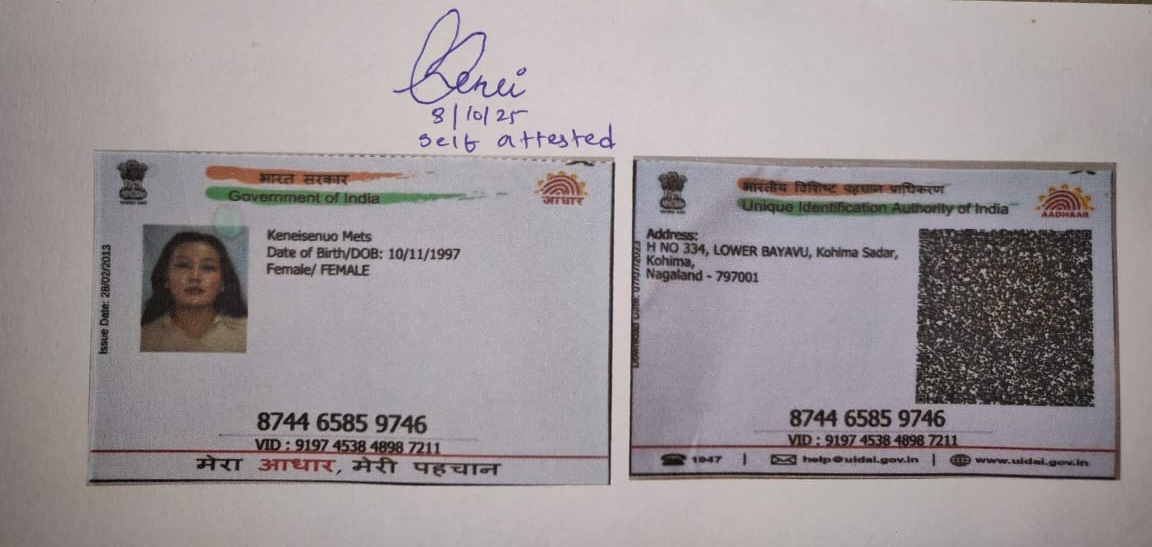 Kenei
8/10/25
self attested
भारत सरकार
Government of India
आधार
Issue Date: 28/02/2013
Keneisenuo Mets
Date of Birth/DOB: 10/11/1997
Female/ FEMALE
8744 6585 9746
VID : 9197 4538 4898 7211
मेरा आधार, मेरी पहचान
भारतीय विशिष्ट पहचान प्राधिकरण
Unique Identification Authority of India
AADHAAR
Address:
H NO 334, LOWER BAYAVU, Kohima Sadar,
Kohima,
Nagaland - 797001
8744 6585 9746
VID : 9197 4538 4898 7211
1947 | help@uidai.gov.in | www.uidai.gov.in